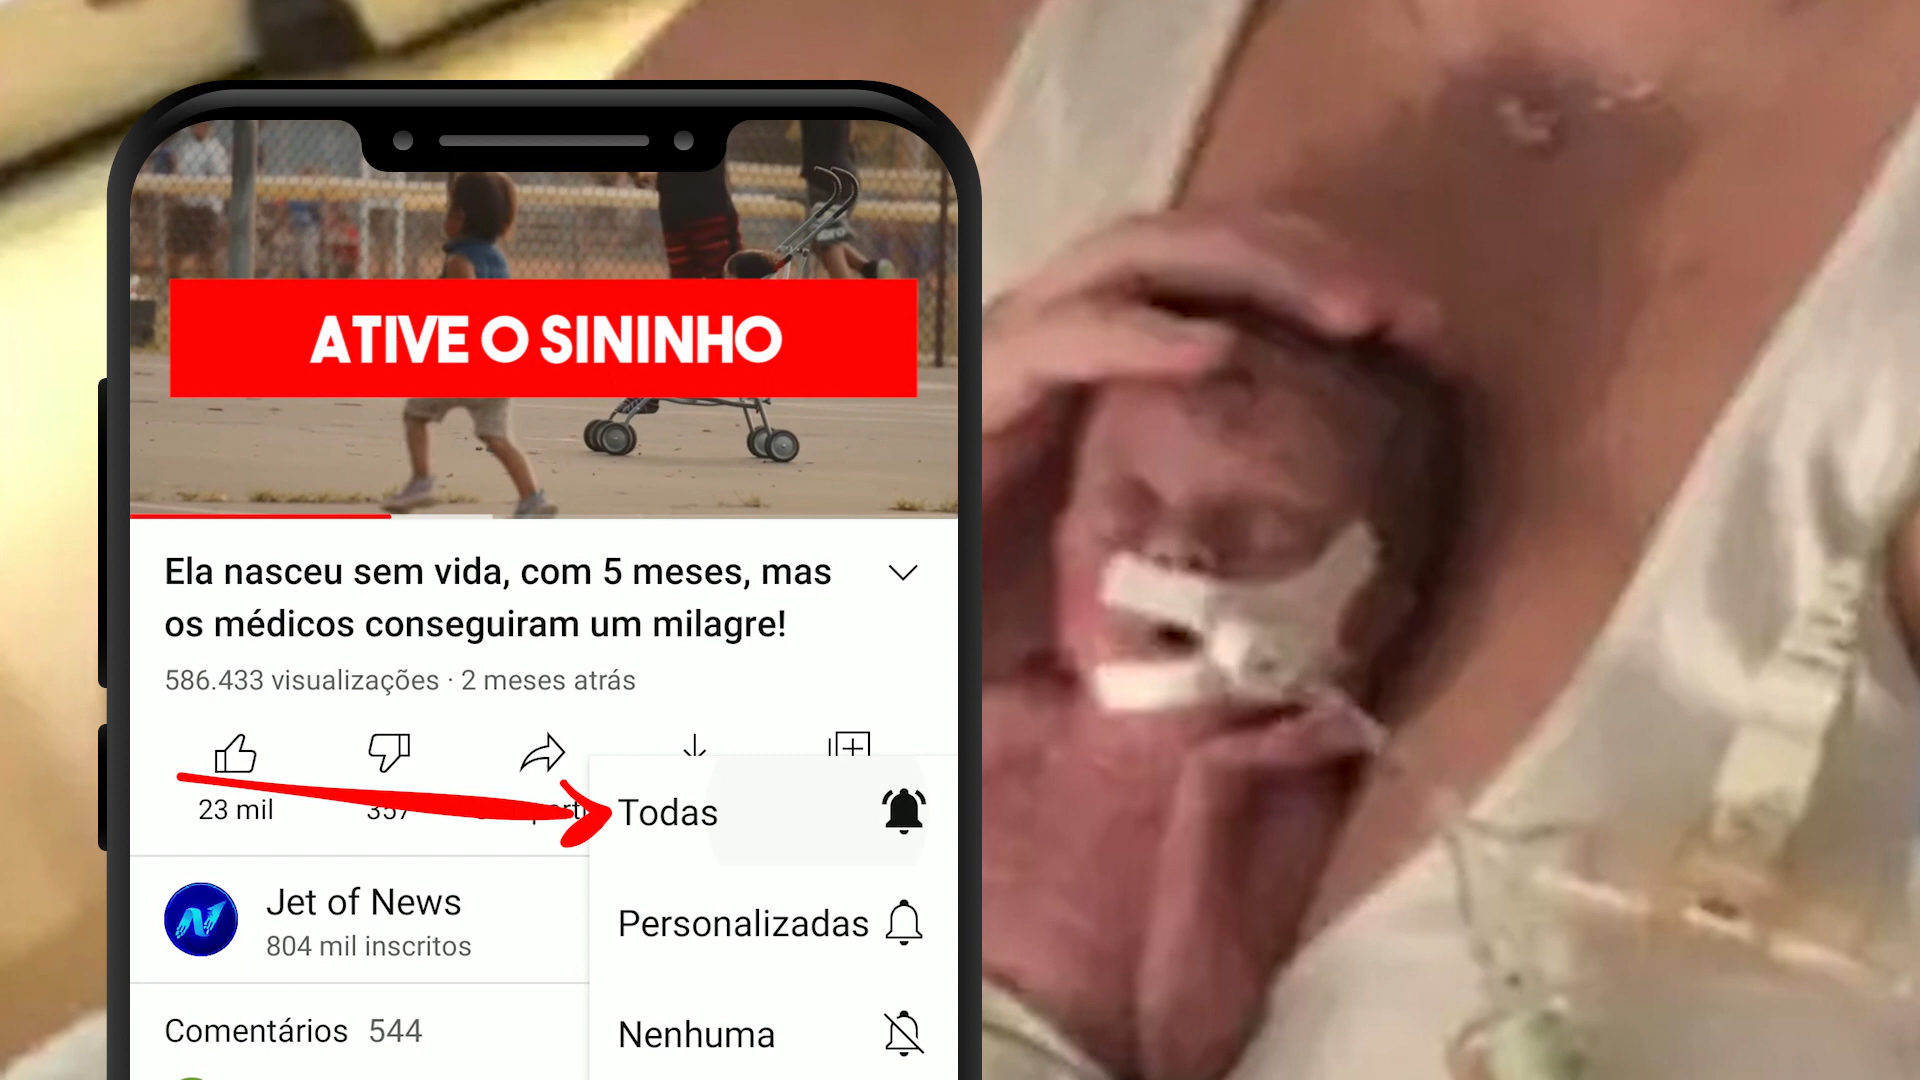 ATIVE O SININHO
Ela nasceu sem vida, com 5 meses, mas
os médicos conseguiram um milagre!
586.433 visualizações · 2 meses atrás
23 mil
357
Todas
Jet of News
804 mil inscritos
Personalizadas
Comentários 544
Nenhuma